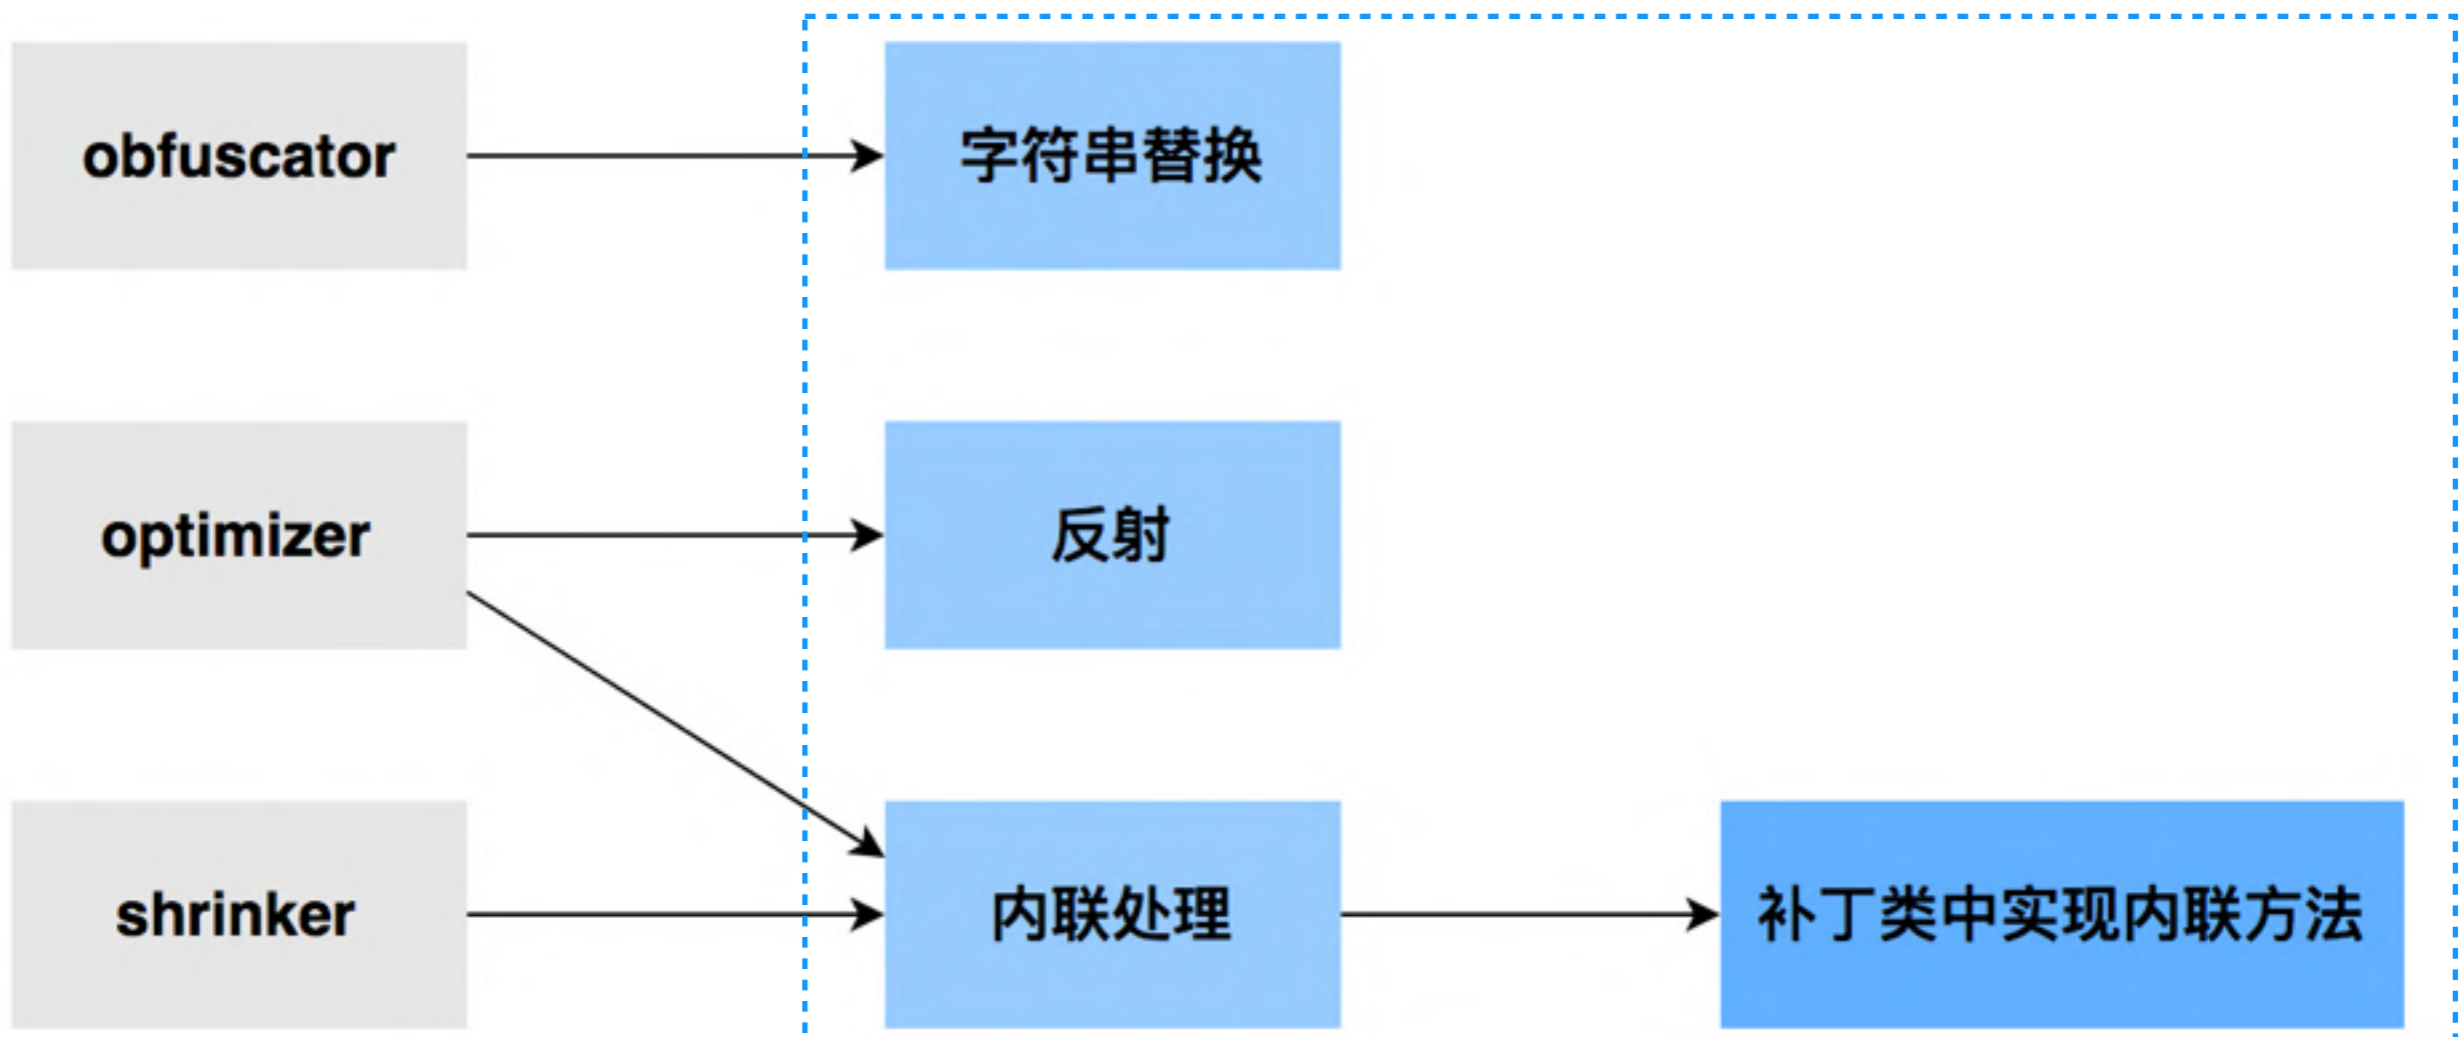 obfuscator
字符串替换
optimizer
反射
shrinker
内联处理
补丁类中实现内联方法